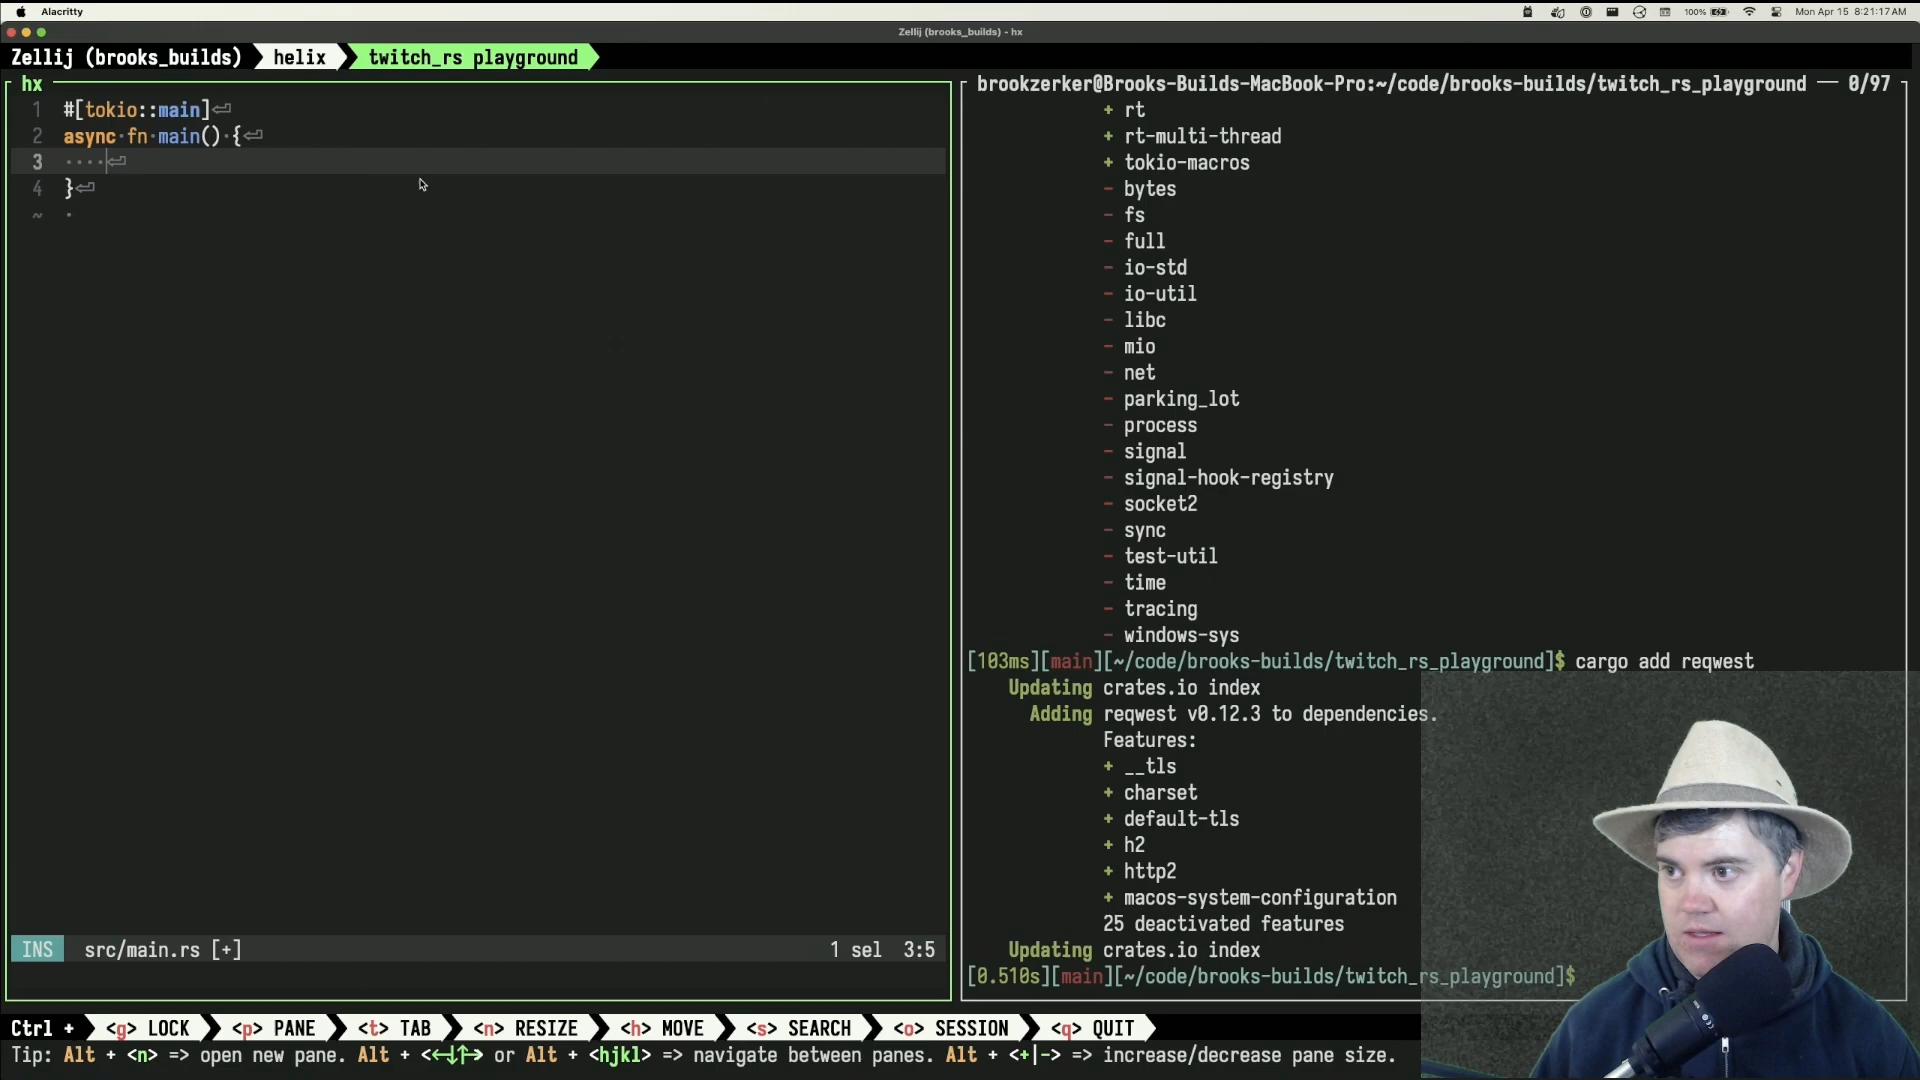 Alacritty
100%
Mon Apr 15 8:21:17 AM
Zellij (brooks_builds) - hx
Zellij (brooks_builds) helix twitch_rs playground
hx
1 #[tokio::main]⏎
2 async·fn·main()·{⏎
3 ····⏎
4 }⏎
~ ·
INS src/main.rs [+] 1 sel 3:5
brookzerker@Brooks-Builds-MacBook-Pro:~/code/brooks-builds/twitch_rs_playground — 0/97
+ rt
+ rt-multi-thread
+ tokio-macros
- bytes
- fs
- full
- io-std
- io-util
- libc
- mio
- net
- parking_lot
- process
- signal
- signal-hook-registry
- socket2
- sync
- test-util
- time
- tracing
- windows-sys
[103ms][main][~/code/brooks-builds/twitch_rs_playground]$ cargo add reqwest
Updating crates.io index
Adding reqwest v0.12.3 to dependencies.
Features:
+ __tls
+ charset
+ default-tls
+ h2
+ http2
+ macos-system-configuration
25 deactivated features
Updating crates.io index
[0.510s][main][~/code/brooks-builds/twitch_rs_playground]$
Ctrl + <g> LOCK <p> PANE <t> TAB <n> RESIZE <h> MOVE <s> SEARCH <o> SESSION <q> QUIT
Tip: Alt + <n> => open new pane. Alt + <←↓↑→> or Alt + <hjkl> => navigate between panes. Alt + <+|-> => increase/decrease pane size.